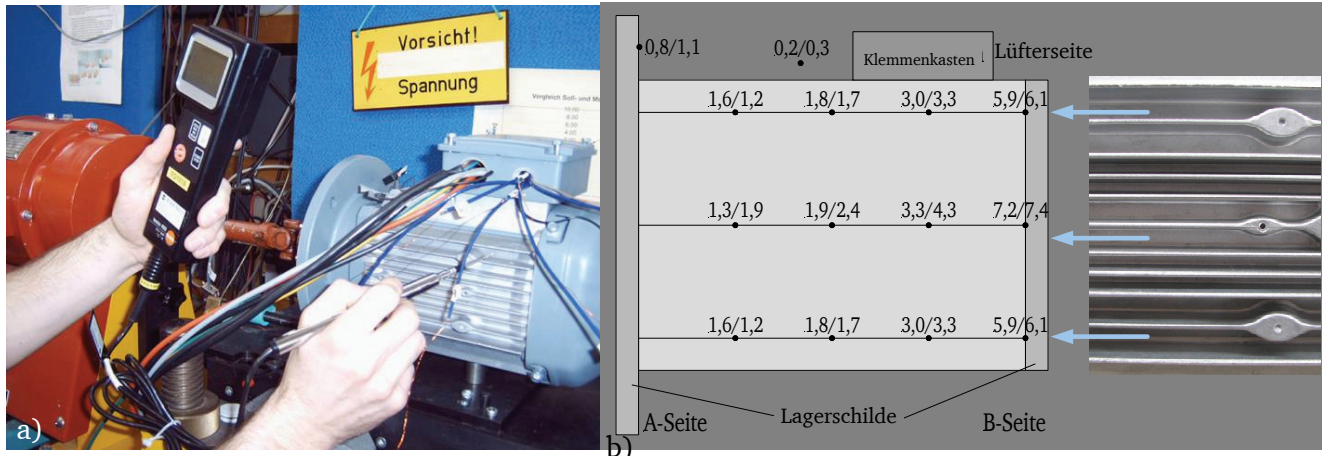 Vorsicht!
Spannung
Vergleich Soll- und
a)
0,8/1,1
0,2/0,3
Klemmenkasten
Lüfterseite
1,6/1,2 1,8/1,7 3,0/3,3 5,9/6,1
1,3/1,9 1,9/2,4 3,3/4,3 7,2/7,4
1,6/1,2 1,8/1,7 3,0/3,3 5,9/6,1
A-Seite
Lagerschilde
B-Seite
b)